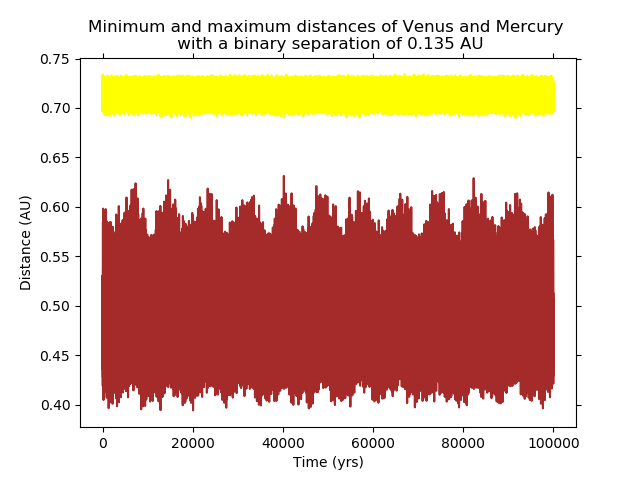 Minimum and maximum distances of Venus and Mercury
with a binary separation of 0.135 AU
0.75
0.70
0.65
0.60
0.55
0.50
0.45
0.40
Distance (AU)
0 20000 40000 60000 80000 100000
Time (yrs)